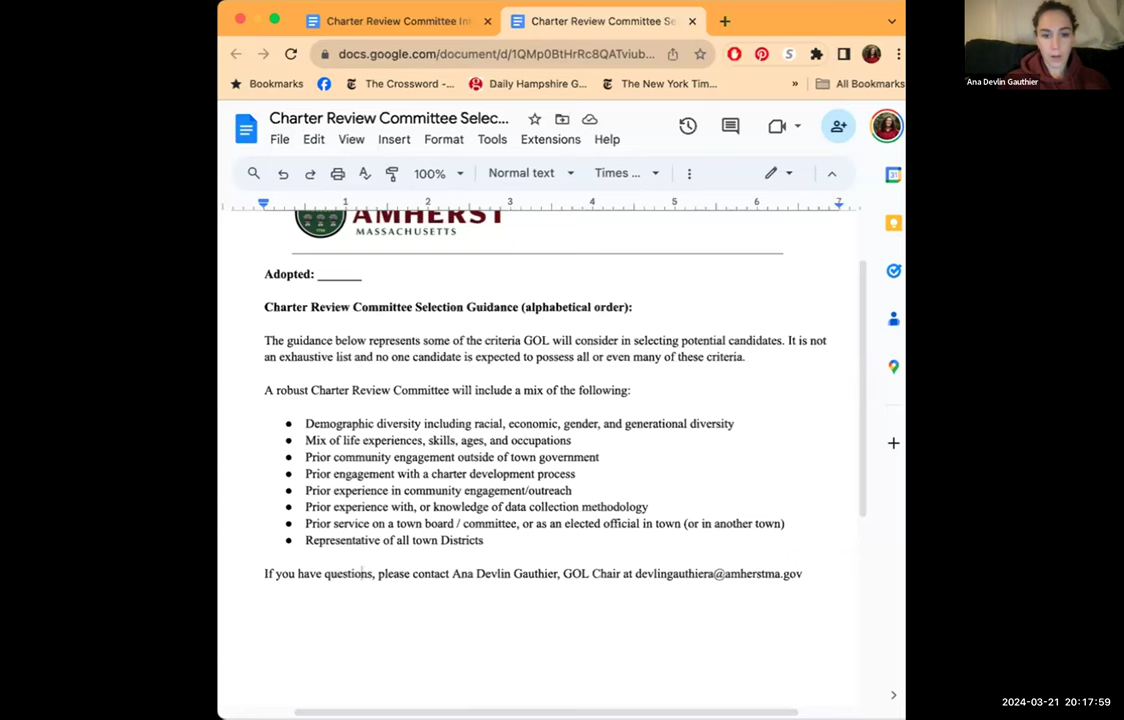 Charter Review Committee In
Charter Review Committee Se
docs.google.com/document/d/1QMp0BtHrRc8QATviub...
Bookmarks
The Crossword -...
Daily Hampshire G...
The New York Tim...
»
All Bookmarks
Charter Review Committee Selec...
File Edit View Insert Format Tools Extensions Help
100% Normal text Times ...
1 2 3 4 5 6 7
AMHERST
MASSACHUSETTS
Adopted: _______
Charter Review Committee Selection Guidance (alphabetical order):
The guidance below represents some of the criteria GOL will consider in selecting potential candidates. It is not
an exhaustive list and no one candidate is expected to possess all or even many of these criteria.
A robust Charter Review Committee will include a mix of the following:
● Demographic diversity including racial, economic, gender, and generational diversity
● Mix of life experiences, skills, ages, and occupations
● Prior community engagement outside of town government
● Prior engagement with a charter development process
● Prior experience in community engagement/outreach
● Prior experience with, or knowledge of data collection methodology
● Prior service on a town board / committee, or as an elected official in town (or in another town)
● Representative of all town Districts
If you have questions, please contact Ana Devlin Gauthier, GOL Chair at devlingauthiera@amherstma.gov
Ana Devlin Gauthier
2024-03-21 20:17:59